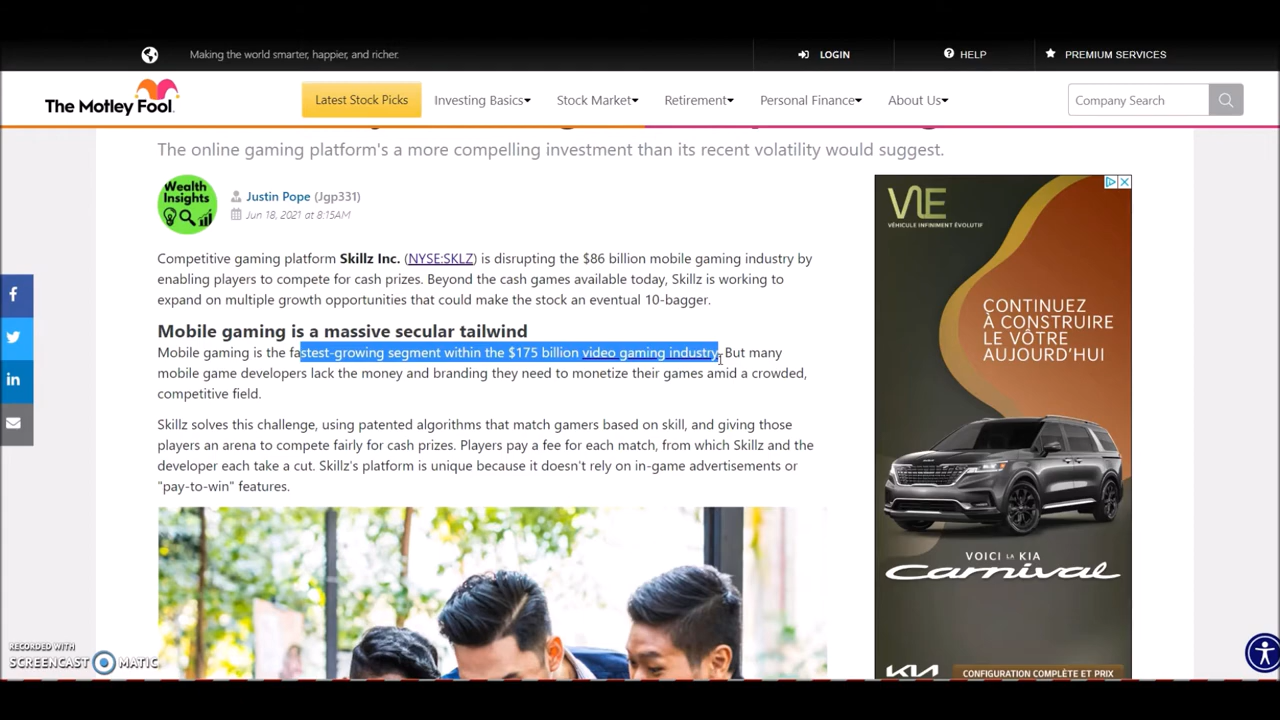 Making the world smarter, happier, and richer.
LOGIN
HELP
PREMIUM SERVICES
The Motley Fool.
Latest Stock Picks
Investing Basics
Stock Market
Retirement
Personal Finance
About Us
Company Search
The online gaming platform's a more compelling investment than its recent volatility would suggest.
Wealth
Insights
Justin Pope (Jgp331)
Jun 18, 2021 at 8:15AM
Competitive gaming platform Skillz Inc. (NYSE:SKLZ) is disrupting the $86 billion mobile gaming industry by
enabling players to compete for cash prizes. Beyond the cash games available today, Skillz is working to
expand on multiple growth opportunities that could make the stock an eventual 10-bagger.
Mobile gaming is a massive secular tailwind
Mobile gaming is the fastest-growing segment within the $175 billion video gaming industry. But many
mobile game developers lack the money and branding they need to monetize their games amid a crowded,
competitive field.
Skillz solves this challenge, using patented algorithms that match gamers based on skill, and giving those
players an arena to compete fairly for cash prizes. Players pay a fee for each match, from which Skillz and the
developer each take a cut. Skillz's platform is unique because it doesn't rely on in-game advertisements or
"pay-to-win" features.
VIE
VÉHICULE INFINIMENT ÉVOLUTIF
CONTINUEZ
À CONSTRUIRE
LE VÔTRE
AUJOURD'HUI
VOICI LA KIA
Carnival
KIA
CONFIGURATION COMPLÈTE ET PRIX
RECORDED WITH
SCREENCAST MATIC